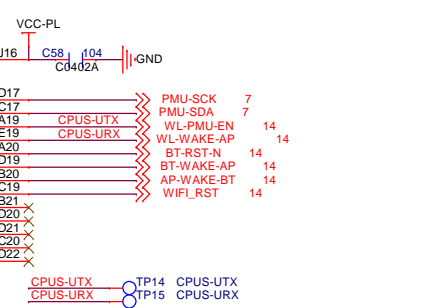 VCC-PL
J16 C58 104 GND
C0402A
D17 PMU-SCK 7
C17 PMU-SDA 7
A19 CPUS-UTX WL-PMU-EN 14
E19 CPUS-URX WL-WAKE-AP 14
A20 BT-RST-N 14
D19 BT-WAKE-AP 14
B20 AP-WAKE-BT 14
C19 WIFI_RST 14
B21
D20
D21
C20
D22
CPUS-UTX TP14 CPUS-UTX
CPUS-URX TP15 CPUS-URX